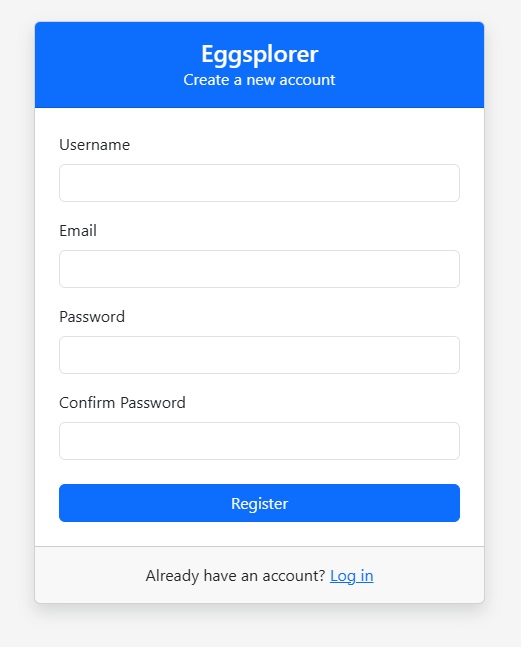 Eggsplorer
Create a new account
Username
Email
Password
Confirm Password
Register
Already have an account? Log in